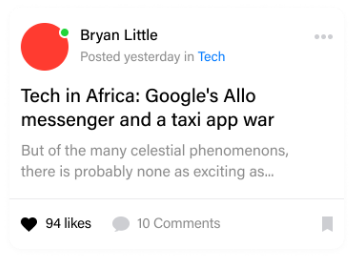 Bryan Little
Posted yesterday in Tech
Tech in Africa: Google's Allo
messenger and a taxi app war
But of the many celestial phenomenons,
there is probably none as exciting as...
94 likes
10 Comments